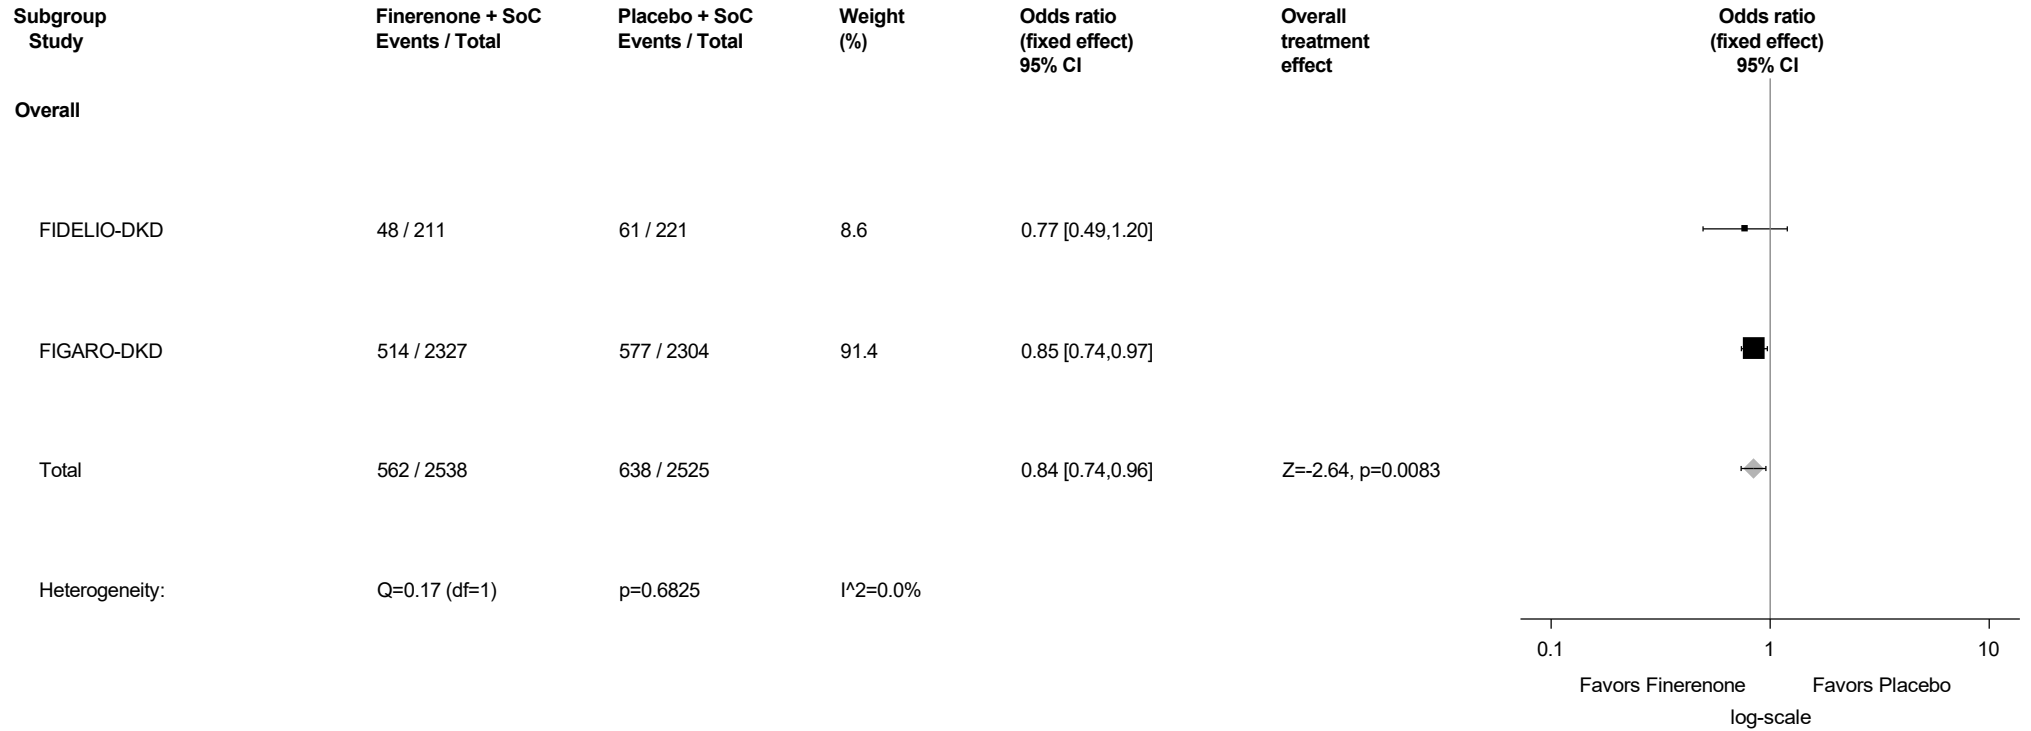 Subgroup Finerenone + SoC Placebo + SoC Weight Odds ratio Overall Odds ratio
Study Events / Total Events / Total (%) (fixed effect) treatment (fixed effect)
95% CI effect 95% CI
Overall
FIDELIO-DKD 48 / 211 61 / 221 8.6 0.77 [0.49,1.20]
FIGARO-DKD 514 / 2327 577 / 2304 91.4 0.85 [0.74,0.97]
Total 562 / 2538 638 / 2525 0.84 [0.74,0.96] Z=-2.64, p=0.0083
Heterogeneity: Q=0.17 (df=1) p=0.6825 I^2=0.0%
0.1 1 10
Favors Finerenone Favors Placebo
log-scale